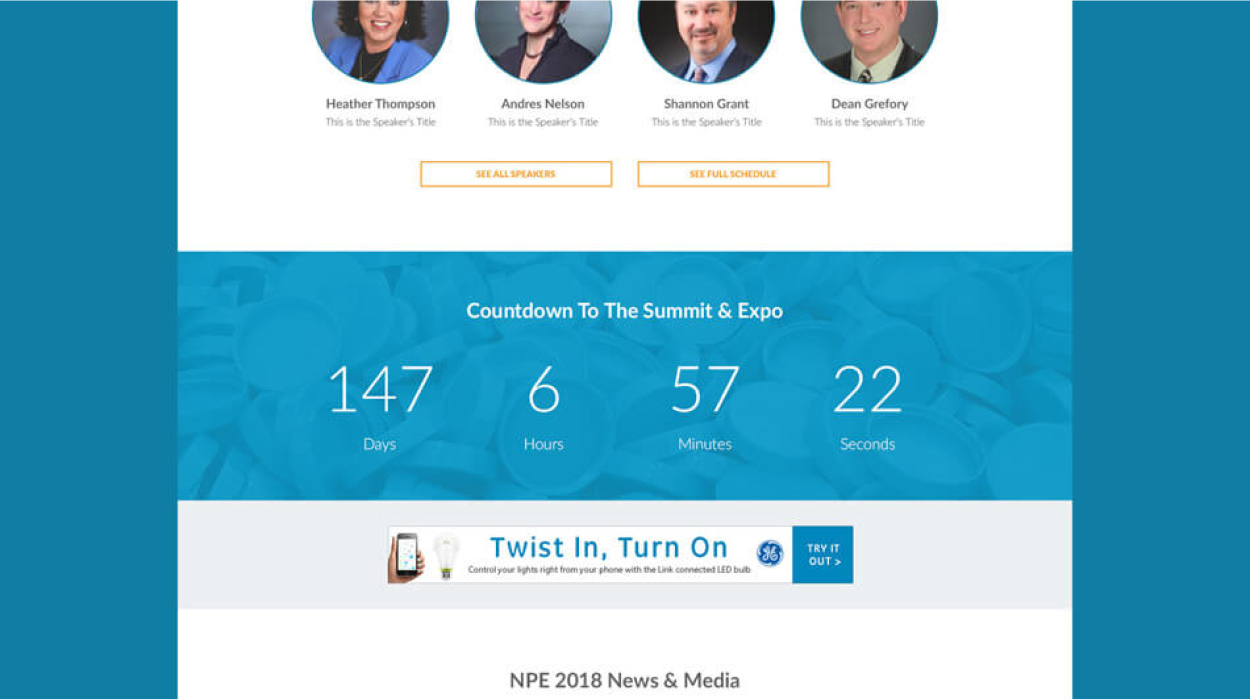 Heather Thompson
This is the Speaker's Title
Andres Nelson
This is the Speaker's Title
Shannon Grant
This is the Speaker's Title
Dean Grefory
This is the Speaker's Title
SEE ALL SPEAKERS
SEE FULL SCHEDULE
Countdown To The Summit & Expo
147
Days
6
Hours
57
Minutes
22
Seconds
Twist In, Turn On
Control your lights right from your phone with the Link connected LED bulb
GE
TRY IT
OUT >
NPE 2018 News & Media